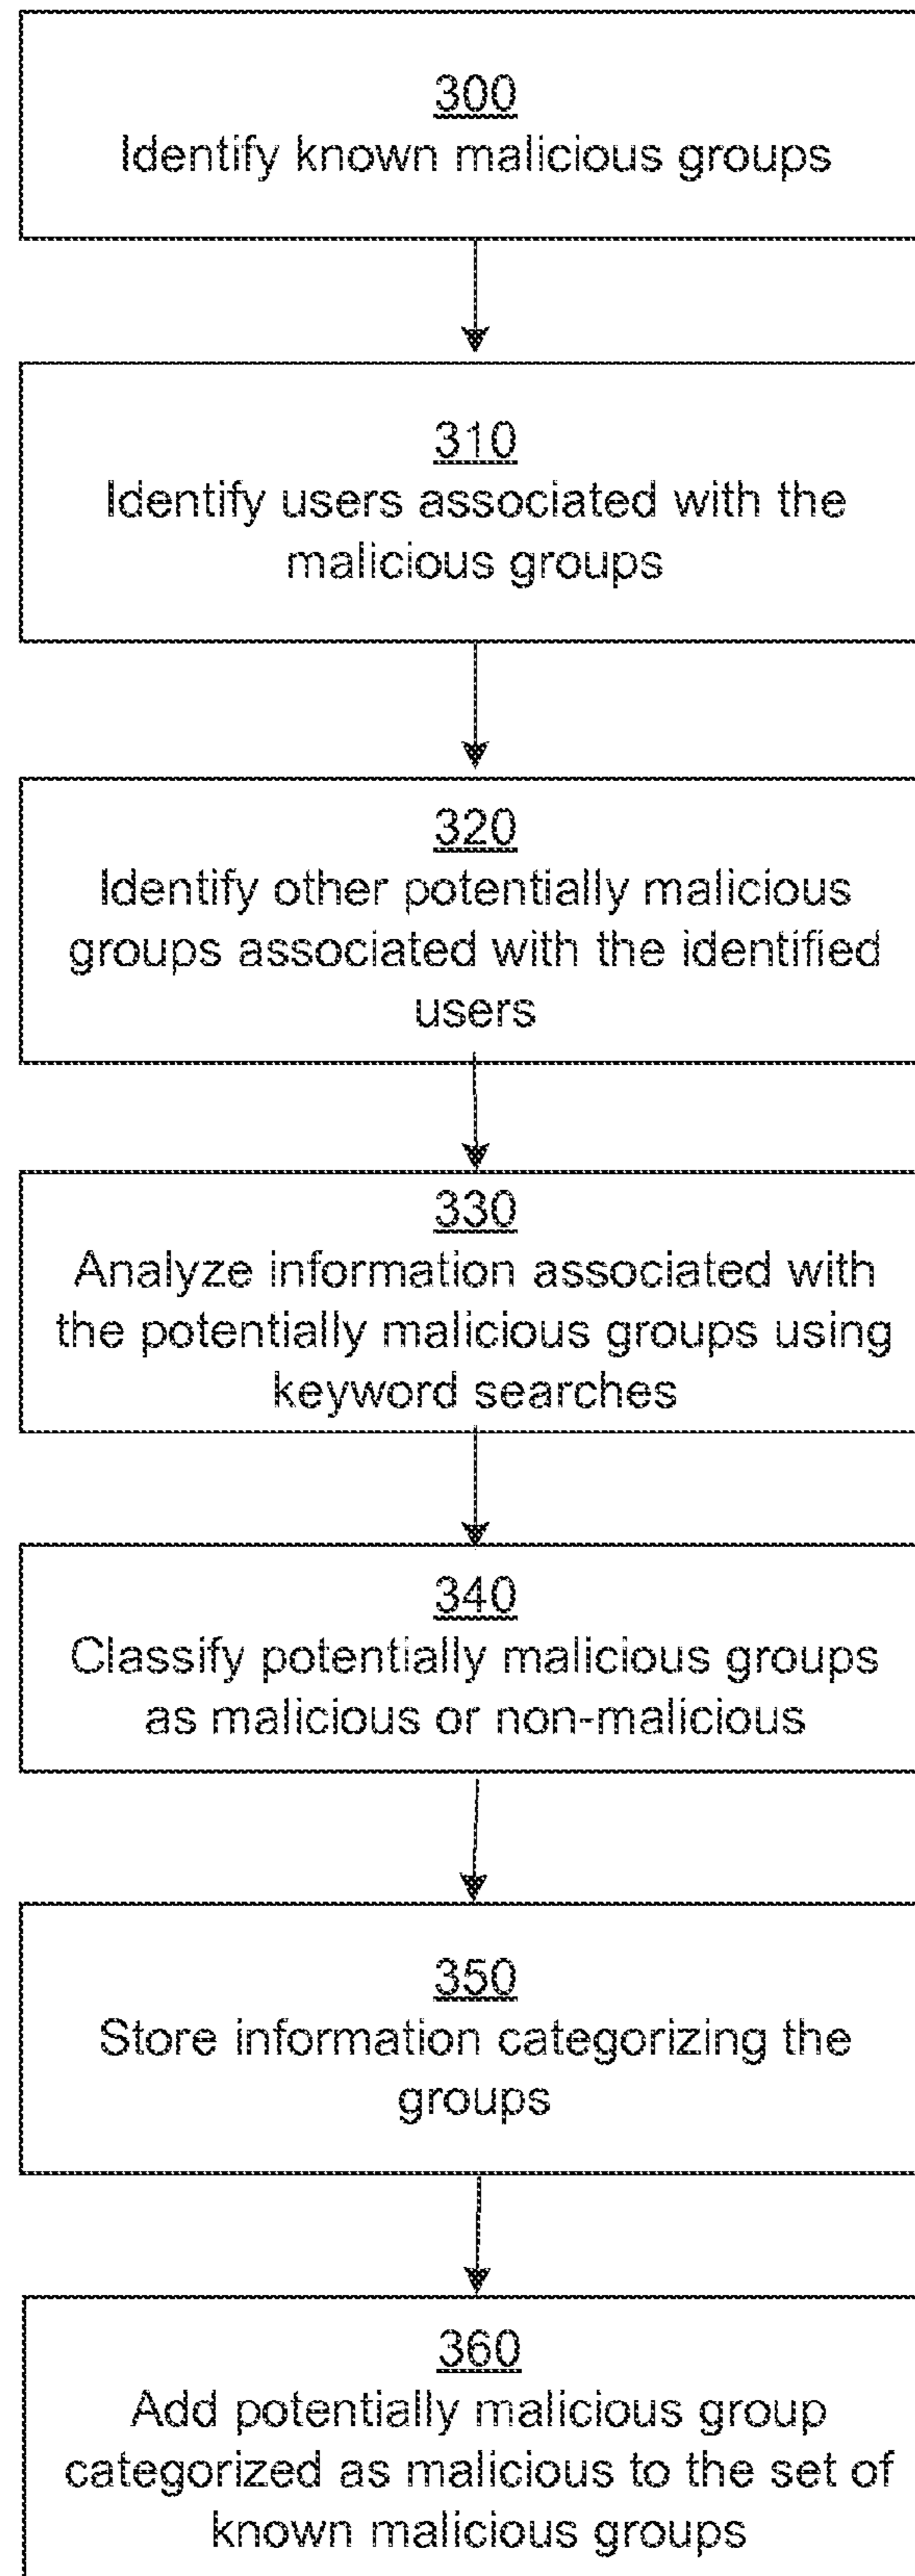 300
Identify known malicious groups
310
Identify users associated with the
malicious groups
320
Identify other potentially malicious
groups associated with the identified
users
330
Analyze information associated with
the potentially malicious groups using
keyword searches
340
Classify potentially malicious groups
as malicious or non-malicious
350
Store information categorizing the
groups
360
Add potentially malicious group
categorized as malicious to the set of
known malicious groups